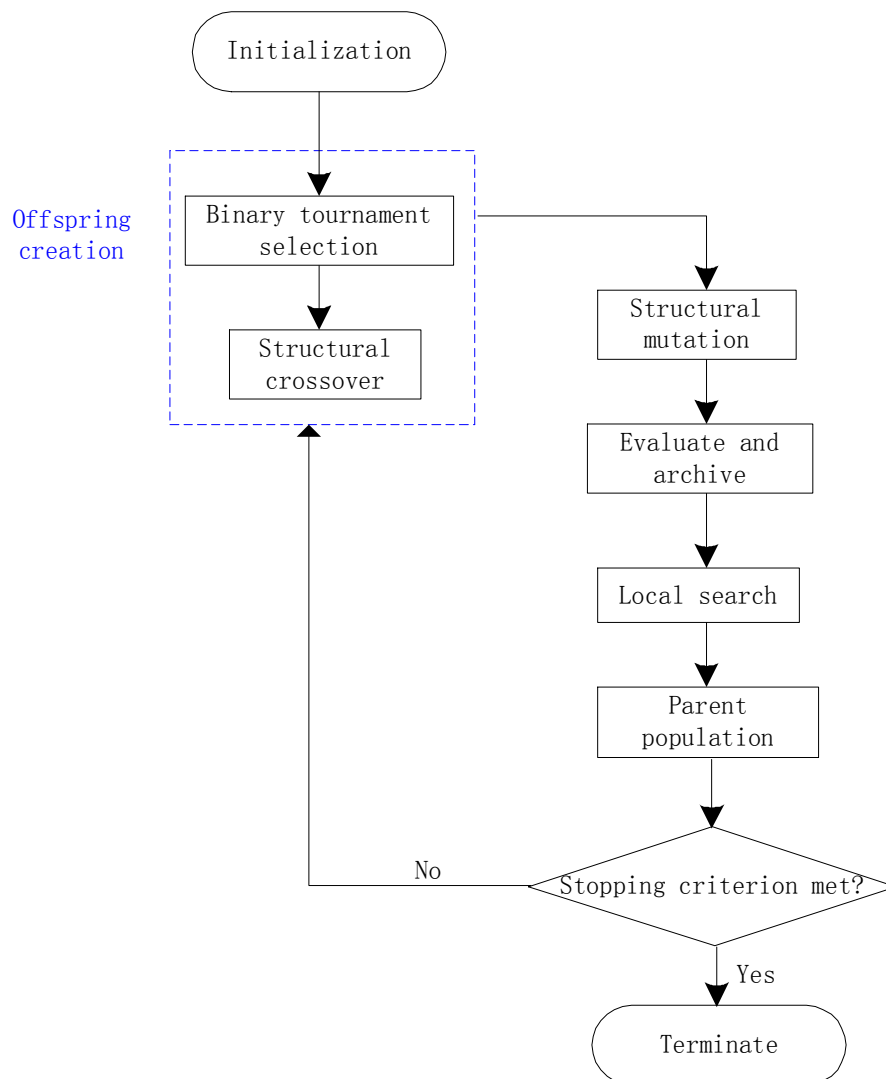 Initialization
Offspring
creation
Binary tournament
selection
Structural
crossover
Structural
mutation
Evaluate and
archive
Local search
Parent
population
Stopping criterion met?
No
Yes
Terminate